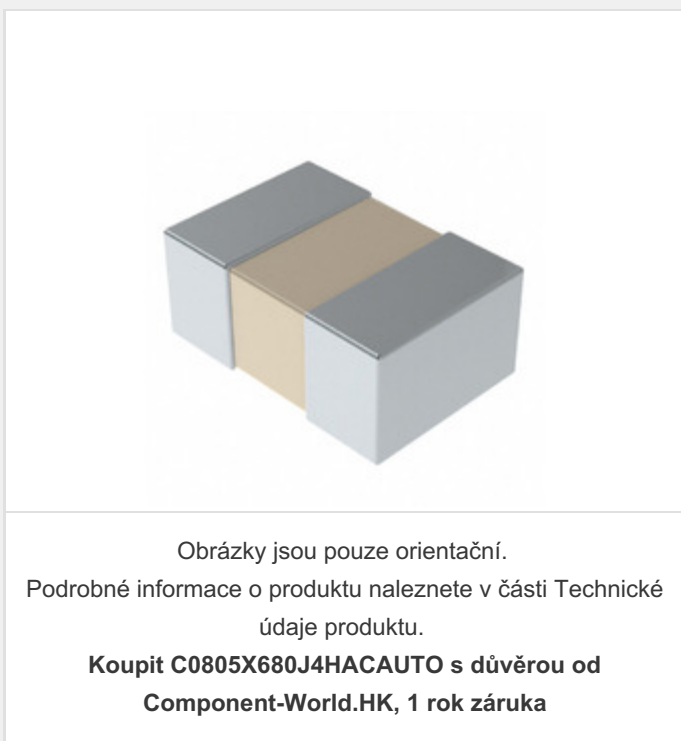 Obrázky jsou pouze orientační.
Podrobné informace o produktu naleznete v části Technické
údaje produktu.
Koupit C0805X680J4HACAUTO s důvěrou od
Component-World.HK, 1 rok záruka